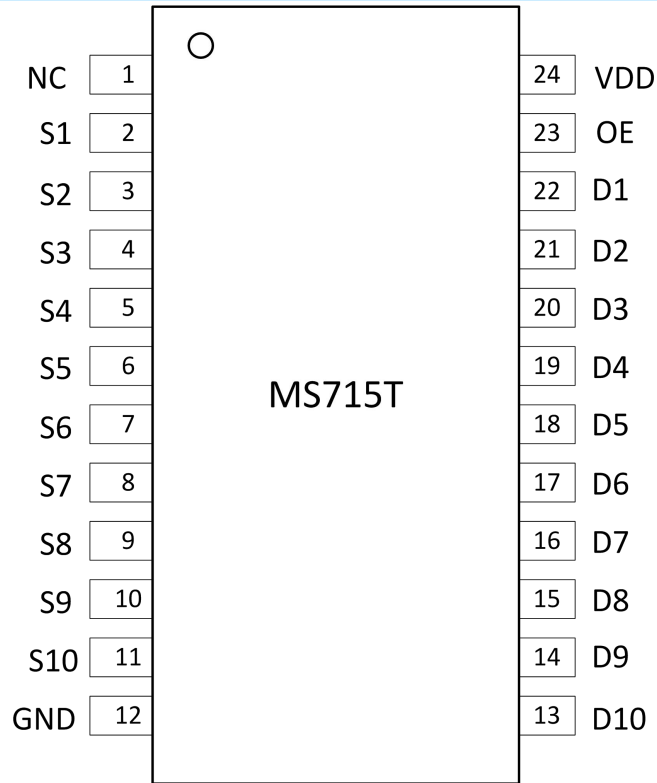 NC 1 24 VDD
S1 2 23 OE
S2 3 22 D1
S3 4 21 D2
S4 5 20 D3
S5 6 19 D4
MS715T
S6 7 18 D5
S7 8 17 D6
S8 9 16 D7
S9 10 15 D8
S10 11 14 D9
GND 12 13 D10